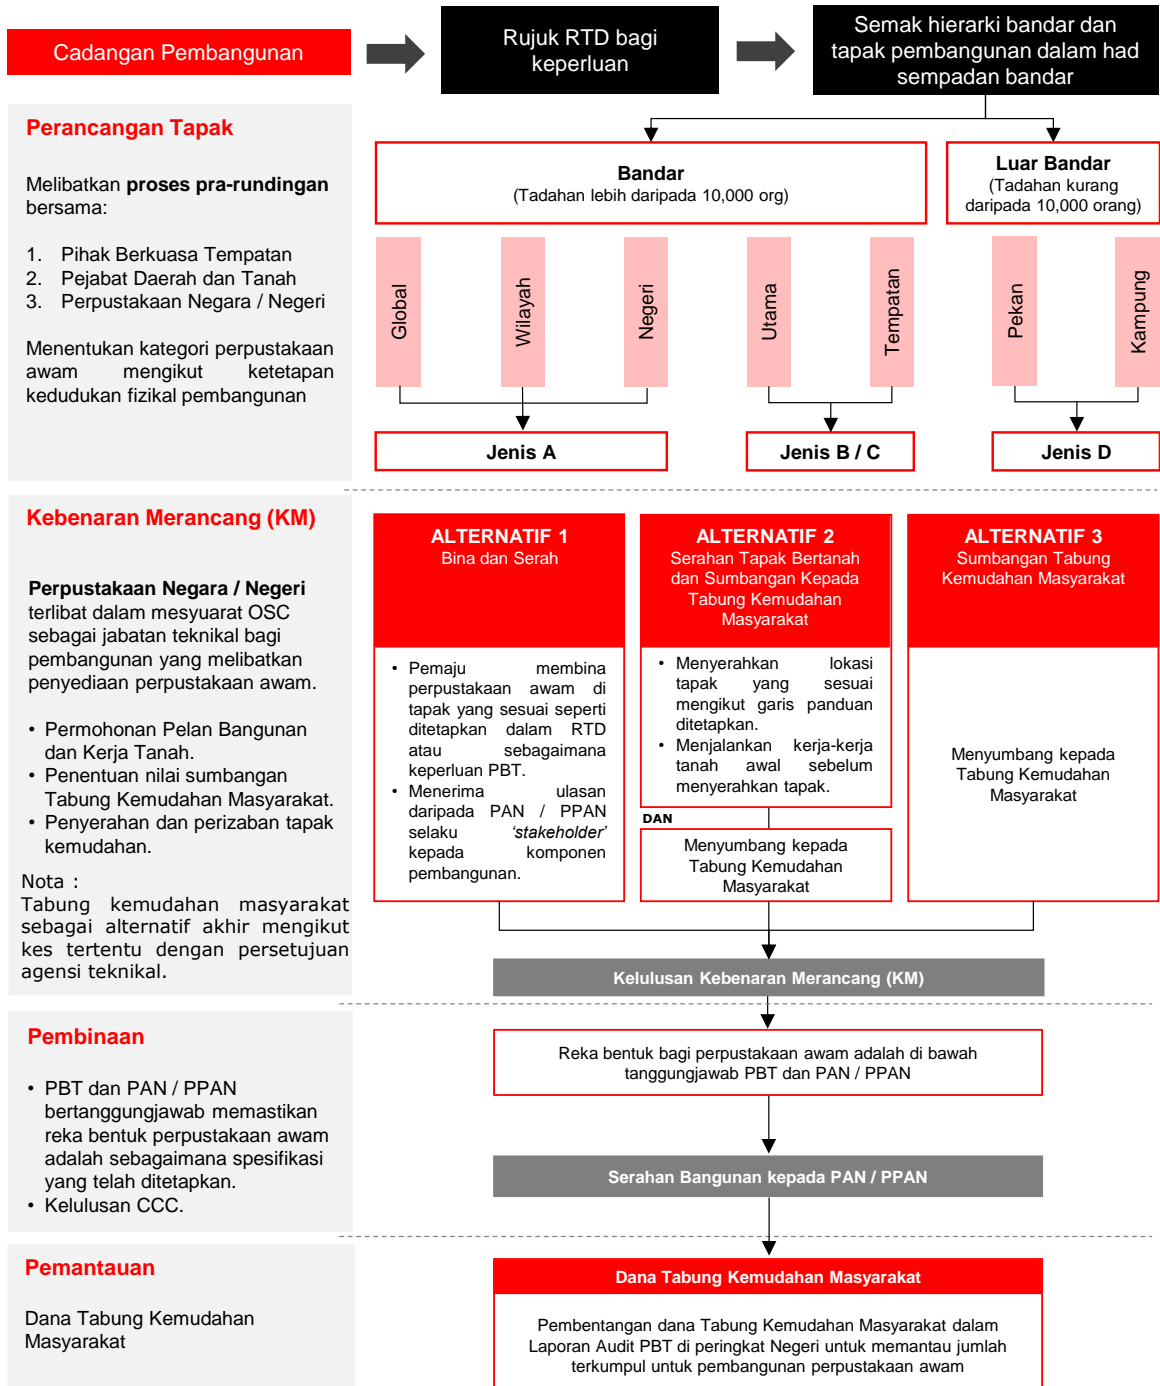 Cadangan Pembangunan
Rujuk RTD bagi
keperluan
Semak hierarki bandar dan
tapak pembangunan dalam had
sempadan bandar
Perancangan Tapak
Melibatkan proses pra-rundingan
bersama:
1. Pihak Berkuasa Tempatan
2. Pejabat Daerah dan Tanah
3. Perpustakaan Negara / Negeri
Menentukan kategori perpustakaan
awam mengikut ketetapan
kedudukan fizikal pembangunan
Bandar
(Tadahan lebih daripada 10,000 org)
Luar Bandar
(Tadahan kurang
daripada 10,000 orang)
Global
Wilayah
Negeri
Utama
Tempatan
Pekan
Kampung
Jenis A
Jenis B / C
Jenis D
Kebenaran Merancang (KM)
Perpustakaan Negara / Negeri
terlibat dalam mesyuarat OSC
sebagai jabatan teknikal bagi
pembangunan yang melibatkan
penyediaan perpustakaan awam.
• Permohonan Pelan Bangunan
dan Kerja Tanah.
• Penentuan nilai sumbangan
Tabung Kemudahan Masyarakat.
• Penyerahan dan perizaban tapak
kemudahan.
Nota :
Tabung kemudahan masyarakat
sebagai alternatif akhir mengikut
kes tertentu dengan persetujuan
agensi teknikal.
ALTERNATIF 1
Bina dan Serah
• Pemaju membina
perpustakaan awam di
tapak yang sesuai seperti
ditetapkan dalam RTD
atau sebagaimana
keperluan PBT.
• Menerima ulasan
daripada PAN / PPAN
selaku 'stakeholder'
kepada komponen
pembangunan.
ALTERNATIF 2
Serahan Tapak Bertanah
dan Sumbangan Kepada
Tabung Kemudahan
Masyarakat
• Menyerahkan lokasi
tapak yang sesuai
mengikut garis panduan
ditetapkan.
• Menjalankan kerja-kerja
tanah awal sebelum
menyerahkan tapak.
DAN
Menyumbang kepada
Tabung Kemudahan
Masyarakat
ALTERNATIF 3
Sumbangan Tabung
Kemudahan Masyarakat
Menyumbang kepada
Tabung Kemudahan
Masyarakat
Kelulusan Kebenaran Merancang (KM)
Pembinaan
• PBT dan PAN / PPAN
bertanggungjawab memastikan
reka bentuk perpustakaan awam
adalah sebagaimana spesifikasi
yang telah ditetapkan.
• Kelulusan CCC.
Reka bentuk bagi perpustakaan awam adalah di bawah
tanggungjawab PBT dan PAN / PPAN
Serahan Bangunan kepada PAN / PPAN
Pemantauan
Dana Tabung Kemudahan
Masyarakat
Dana Tabung Kemudahan Masyarakat
Pembentangan dana Tabung Kemudahan Masyarakat dalam
Laporan Audit PBT di peringkat Negeri untuk memantau jumlah
terkumpul untuk pembangunan perpustakaan awam